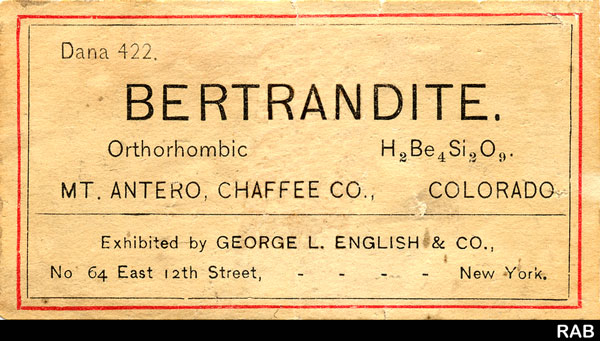 Dana 422.
BERTRANDITE.
Orthorhombic H₂Be₄Si₂O₉.
MT. ANTERO, CHAFFEE CO., COLORADO
Exhibited by GEORGE L. ENGLISH & CO.,
No 64 East 12th Street, - - - - New York.
RAB